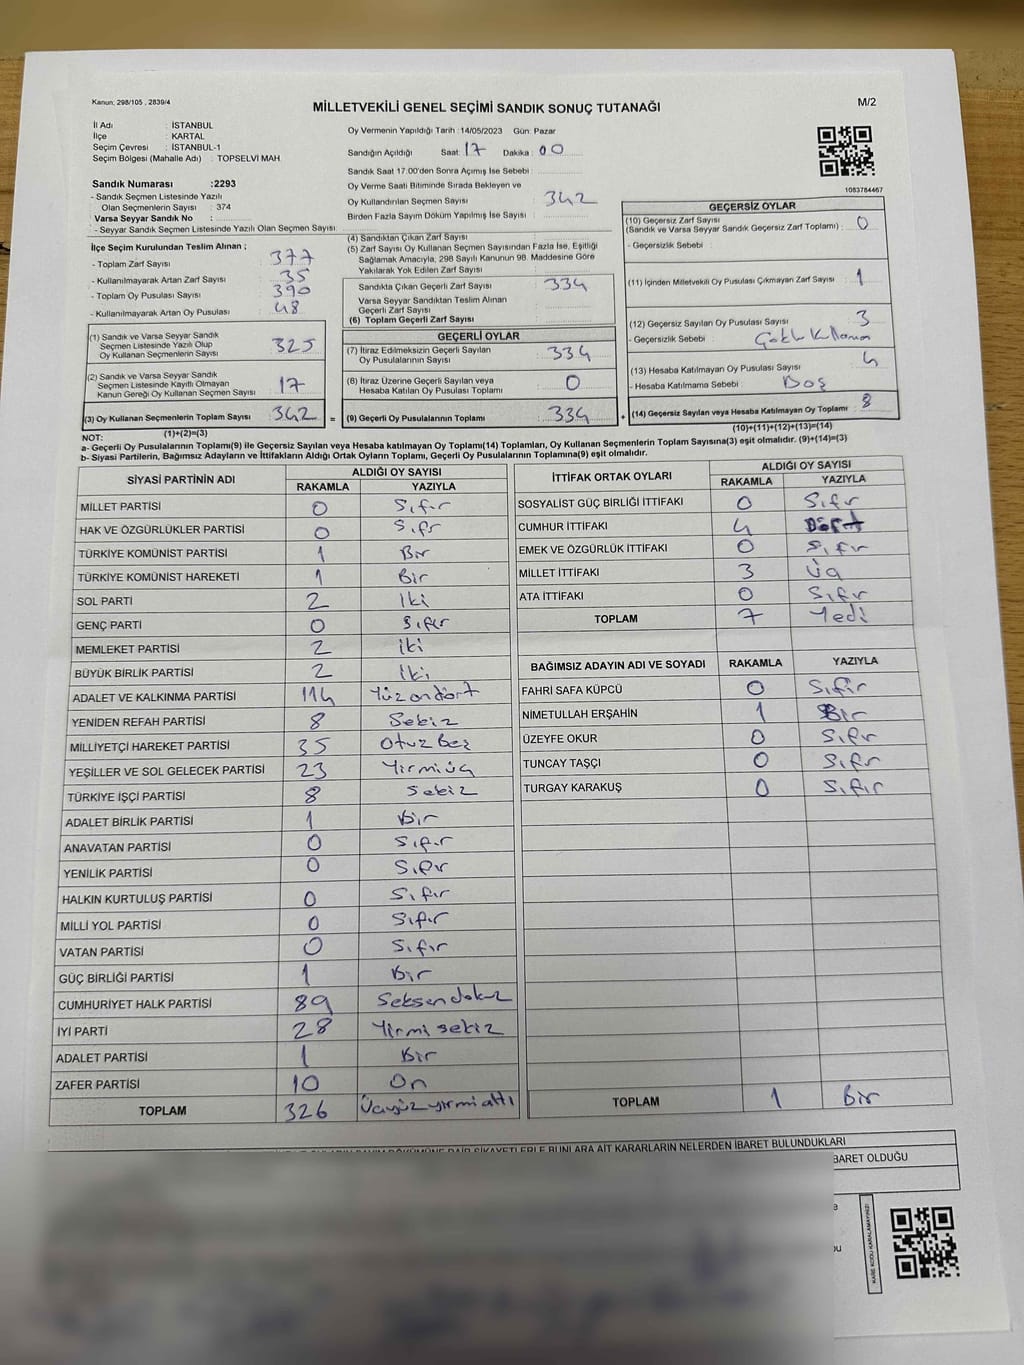 Kanun; 298/105 , 2839/4
MİLLETVEKİLİ GENEL SEÇİMİ SANDIK SONUÇ TUTANAĞI
M/2
İl Adı : İSTANBUL
İlçe : KARTAL
Seçim Çevresi : İSTANBUL-1
Seçim Bölgesi (Mahalle Adı) : TOPSELVİ MAH
Sandık Numarası :2293
- Sandık Seçmen Listesinde Yazılı
Olan Seçmenlerin Sayısı : 374
Varsa Seyyar Sandık No :
- Seyyar Sandık Seçmen Listesinde Yazılı Olan Seçmen Sayısı :
Oy Vermenin Yapıldığı Tarih :14/05/2023 Gün: Pazar
Sandığın Açıldığı Saat: 17 Dakika : 00
Sandık Saat 17.00'den Sonra Açımış İse Sebebi :
Oy Verme Saati Bitiminde Sırada Bekleyen ve
Oy Kullandırılan Seçmen Sayısı : 342
Birden Fazla Sayım Döküm Yapılmış İse Sayısı :
1083784467
İlçe Seçim Kurulundan Teslim Alınan ;
- Toplam Zarf Sayısı : 377
- Kullanılmayarak Artan Zarf Sayısı : 35
- Toplam Oy Pusulası Sayısı : 390
- Kullanılmayarak Artan Oy Pusulası : 48
(1) Sandık ve Varsa Seyyar Sandık
Seçmen Listesinde Yazılı Olup
Oy Kullanan Seçmenlerin Sayısı : 325
(2) Sandık ve Varsa Seyyar Sandık
Seçmen Listesinde Kayıtlı Olmayan
Kanun Gereği Oy Kullanan Seçmen Sayısı : 17
(3) Oy Kullanan Seçmenlerin Toplam Sayısı : 342 =
(1)+(2)=(3)
(4) Sandıktan Çıkan Zarf Sayısı :
(5) Zarf Sayısı Oy Kullanan Seçmen Sayısından Fazla İse, Eşitliği
Sağlamak Amacıyla, 298 Sayılı Kanunun 98. Maddesine Göre
Yakılarak Yok Edilen Zarf Sayısı :
Sandıkta Çıkan Geçerli Zarf Sayısı : 334
Varsa Seyyar Sandıktan Teslim Alınan
Geçerli Zarf Sayısı :
(6) Toplam Geçerli Zarf Sayısı :
GEÇERLİ OYLAR
(7) İtiraz Edilmeksizin Geçerli Sayılan
Oy Pusulalarının Sayısı : 334
(8) İtiraz Üzerine Geçerli Sayılan veya
Hesaba Katılan Oy Pusulası Toplamı : 0
(9) Geçerli Oy Pusulalarının Toplamı : 334 +
GEÇERSİZ OYLAR
(10) Geçersiz Zarf Sayısı
(Sandık ve Varsa Seyyar Sandık Geçersiz Zarf Toplamı) : 0
- Geçersizlik Sebebi :
(11) İçinden Milletvekili Oy Pusulası Çıkmayan Zarf Sayısı : 1
(12) Geçersiz Sayılan Oy Pusulası Sayısı : 3
- Geçersizlik Sebebi :
(13) Hesaba Katılmayan Oy Pusulası Sayısı : 4
- Hesaba Katılmama Sebebi : Boş
(14) Geçersiz Sayılan veya Hesaba Katılmayan Oy Toplamı : 8
(10)+(11)+(12)+(13)=(14)
NOT:
a- Geçerli Oy Pusulalarının Toplamı(9) ile Geçersiz Sayılan veya Hesaba katılmayan Oy Toplamı(14) Toplamları, Oy Kullanan Seçmenlerin Toplam Sayısına(3) eşit olmalıdır. (9)+(14)=(3)
b- Siyasi Partilerin, Bağımsız Adayların ve İttifakların Aldığı Ortak Oyların Toplamı, Geçerli Oy Pusulalarının Toplamına(9) eşit olmalıdır.
SİYASİ PARTİNİN ADI ALDIĞI OY SAYISI
RAKAMLA YAZIYLA
MİLLET PARTİSİ 0 Sıfır
HAK VE ÖZGÜRLÜKLER PARTİSİ 0 Sıfr
TÜRKİYE KOMÜNİST PARTİSİ 1 Bir
TÜRKİYE KOMÜNİST HAREKETİ 1 Bir
SOL PARTİ 2 İki
GENÇ PARTİ 0 Sıfır
MEMLEKET PARTİSİ 2 iki
BÜYÜK BİRLİK PARTİSİ 2 İki
ADALET VE KALKINMA PARTİSİ 114 Yüzondört
YENİDEN REFAH PARTİSİ 8 Sekiz
MİLLİYETÇİ HAREKET PARTİSİ 35 Otuz beş
YEŞİLLER VE SOL GELECEK PARTİSİ 23 Yirmiüç
TÜRKİYE İŞÇİ PARTİSİ 8 Sekiz
ADALET BİRLİK PARTİSİ 1 Bir
ANAVATAN PARTİSİ 0 Sıfır
YENİLİK PARTİSİ 0 Sıfır
HALKIN KURTULUŞ PARTİSİ 0 Sıfır
MİLLİ YOL PARTİSİ 0 Sıfır
VATAN PARTİSİ 0 Sıfır
GÜÇ BİRLİĞİ PARTİSİ 1 Bir
CUMHURİYET HALK PARTİSİ 89 Seksendokuz
İYİ PARTİ 28 Yirmi sekiz
ADALET PARTİSİ 1 Bir
ZAFER PARTİSİ 10 On
TOPLAM 326 Üçyüz yirmi altı
İTTİFAK ORTAK OYLARI ALDIĞI OY SAYISI
RAKAMLA YAZIYLA
SOSYALİST GÜÇ BİRLİĞİ İTTİFAKI 0 Sıfır
CUMHUR İTTİFAKI 4 Dört
EMEK VE ÖZGÜRLÜK İTTİFAKI 0 Sıfır
MİLLET İTTİFAKI 3 Üç
ATA İTTİFAKI 0 Sıfır
TOPLAM 7 Yedi
BAĞIMSIZ ADAYIN ADI VE SOYADI RAKAMLA YAZIYLA
FAHRİ SAFA KÜPCÜ 0 Sıfır
NİMETULLAH ERŞAHİN 1 Bir
ÜZEYFE OKUR 0 Sıfır
TUNCAY TAŞÇI 0 Sıfır
TURGAY KARAKUŞ 0 Sıfır
TOPLAM 1 Bir
BUNLARA AİT KARARLARIN NELERDEN İBARET BULUNDUKLARI
BARET OLDUĞU
KARE KODU KARALAMAYINIZ!